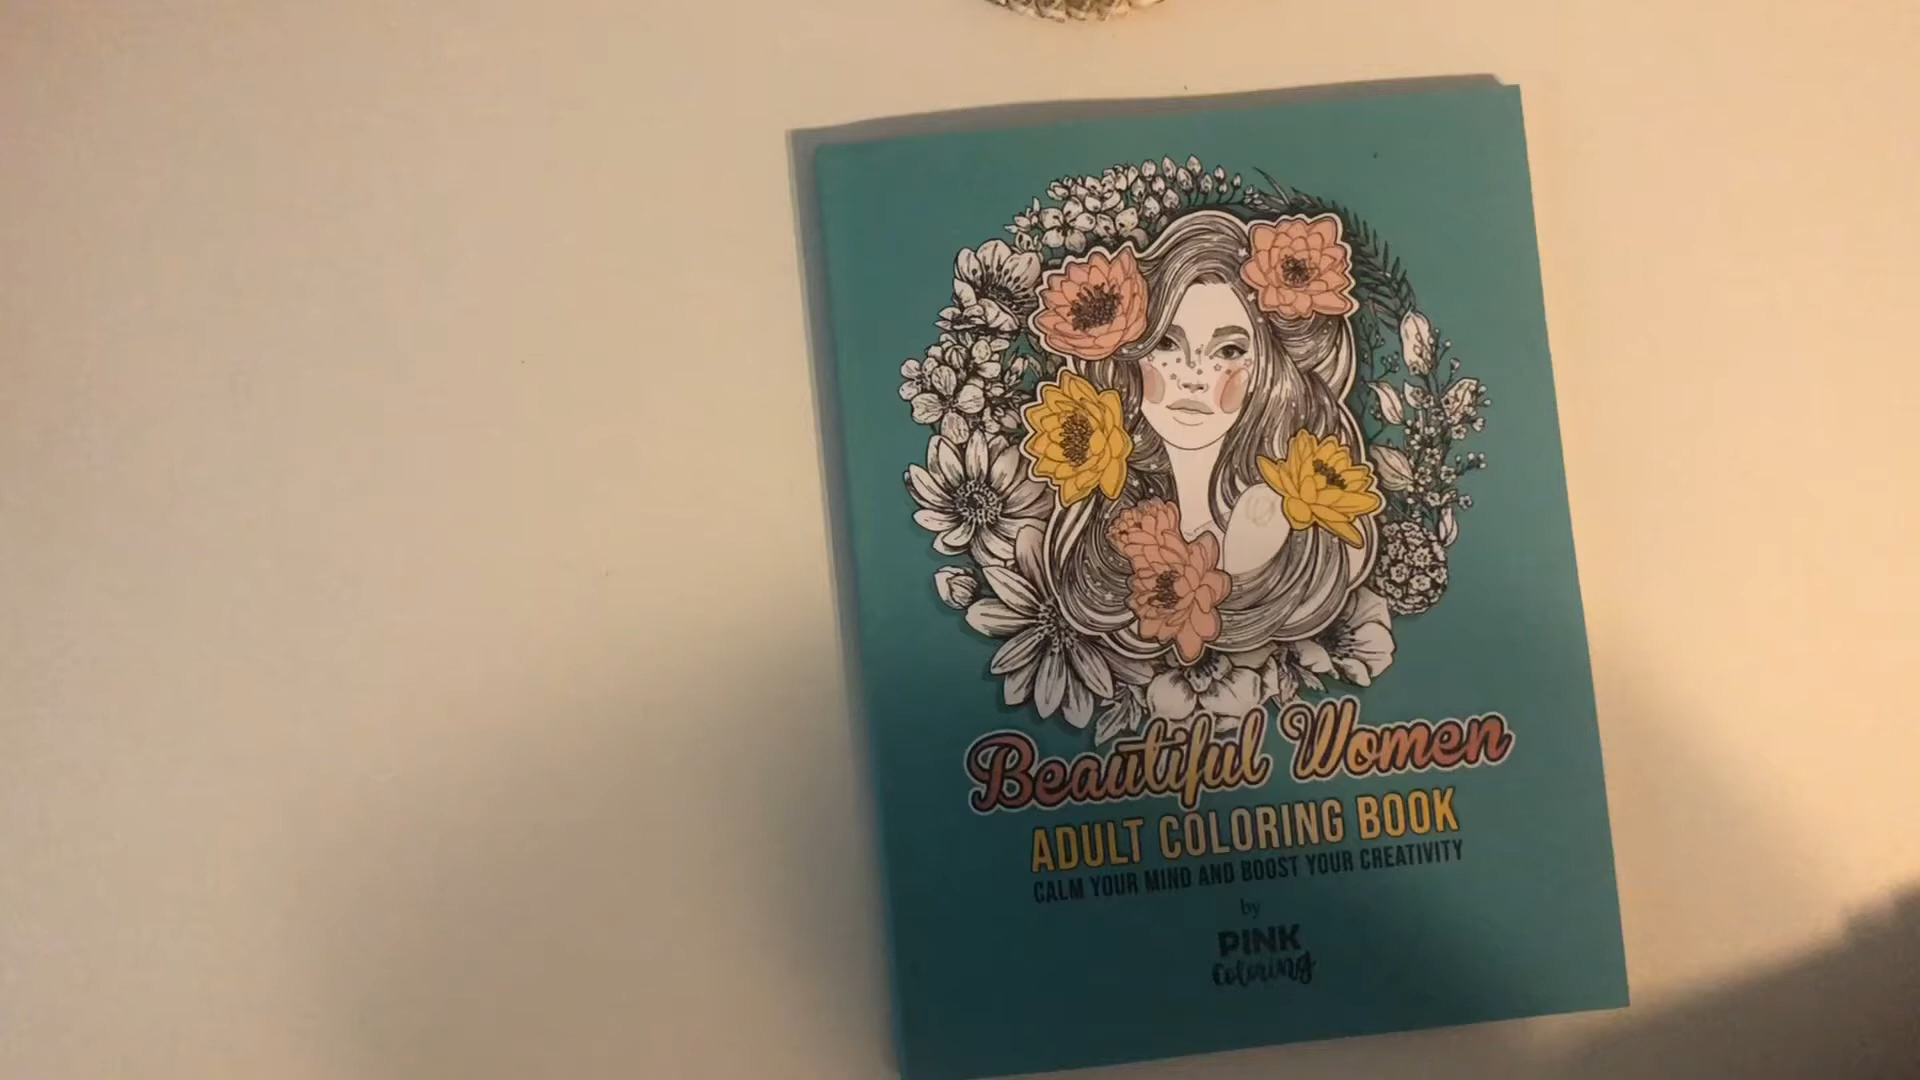 Beautiful Women
ADULT COLORING BOOK
CALM YOUR MIND AND BOOST YOUR CREATIVITY
by
PINK
coloring